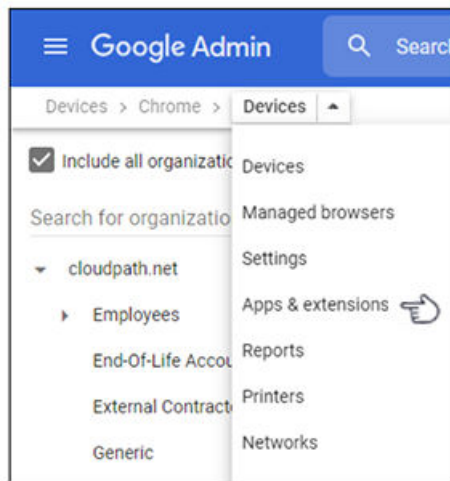 Google Admin
Search
Devices > Chrome > Devices
Include all organizatio
Search for organizatio
cloudpath.net
Employees
End-Of-Life Accou
External Contract
Generic
Devices
Managed browsers
Settings
Apps & extensions
Reports
Printers
Networks